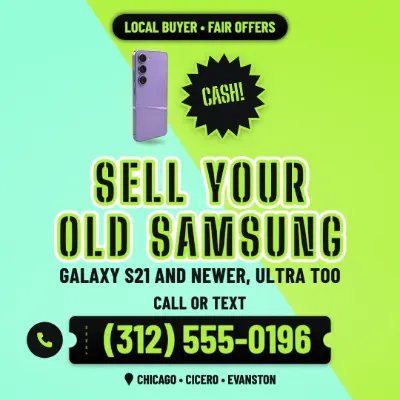 LOCAL BUYER • FAIR OFFERS
CASH!
SELL YOUR
OLD SAMSUNG
GALAXY S21 AND NEWER, ULTRA TOO
CALL OR TEXT
(312) 555-0196
CHICAGO • CICERO • EVANSTON